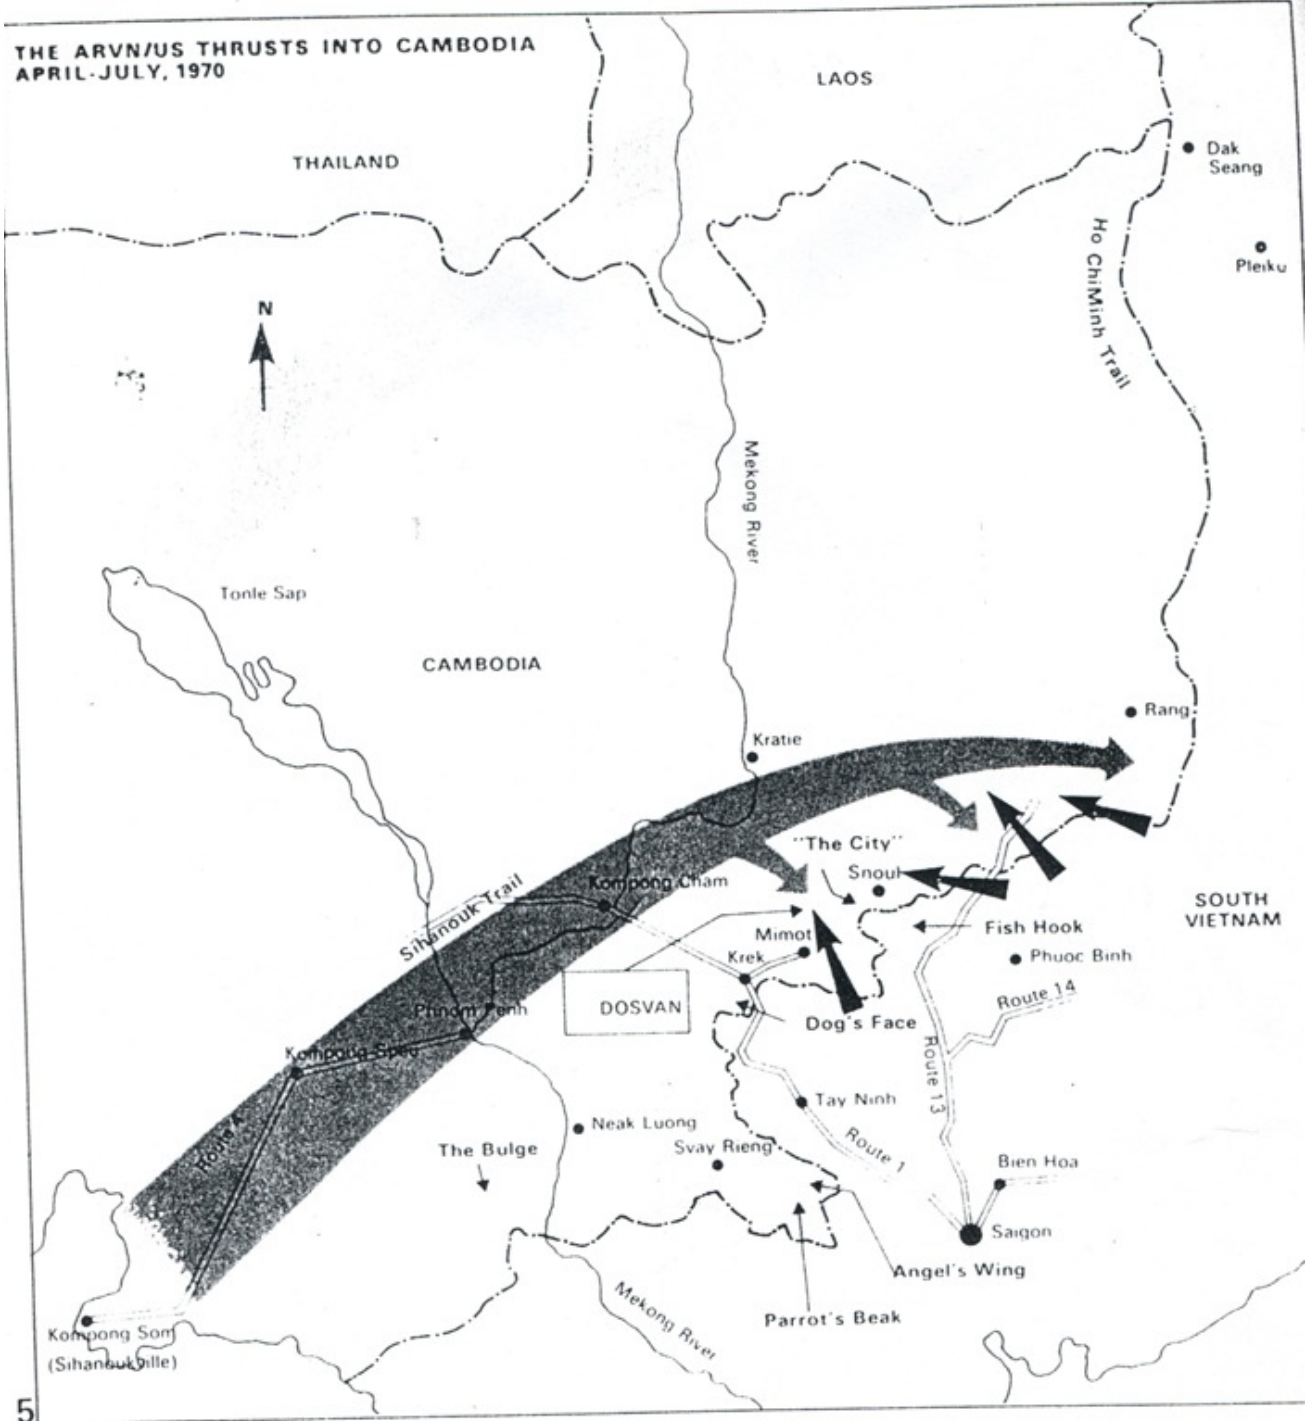 THE ARVN/US THRUSTS INTO CAMBODIA
APRIL-JULY, 1970
LAOS
THAILAND
Dak
Seang
Pleiku
Ho ChiMinh Trail
N
Mekong River
Tonle Sap
CAMBODIA
Rang
Kratie
"The City"
Snoul
Kompong Cham
Sihanouk Trail
SOUTH
VIETNAM
Fish Hook
Mimot
Krek
Phuoc Binh
Route 14
DOSVAN
Phnom Penh
Dog's Face
Kompong Speu
Route 13
Route 4
Tay Ninh
Neak Luong
Route 1
The Bulge
Svay Rieng
Bien Hoa
Saigon
Angel's Wing
Parrot's Beak
Mekong River
Kompong Som
(Sihanoukville)
5